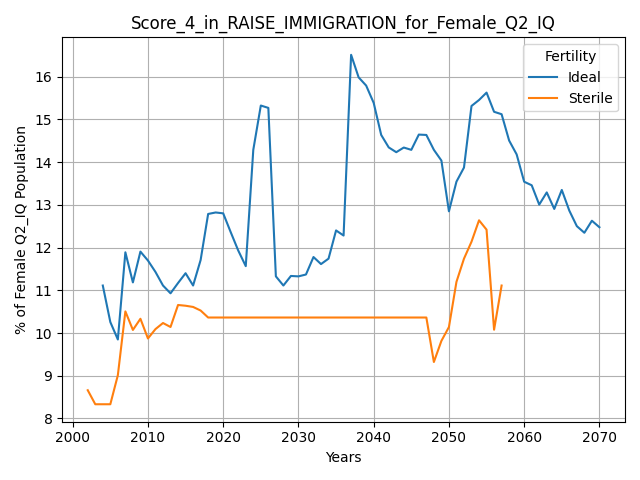 Score_4_in_RAISE_IMMIGRATION_for_Female_Q2_IQ
Fertility
Ideal
Sterile
% of Female Q2_IQ Population
16
15
14
13
12
11
10
9
8
2000 2010 2020 2030 2040 2050 2060 2070
Years